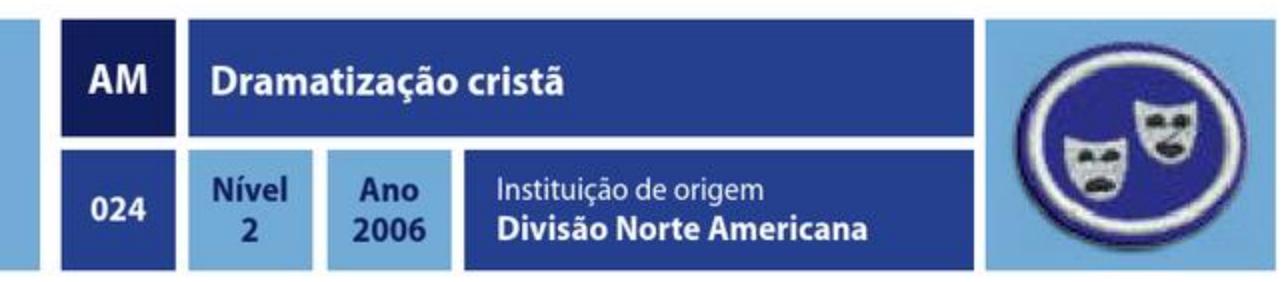 AM
Dramatização cristã
024
Nível
2
Ano
2006
Instituição de origem
Divisão Norte Americana